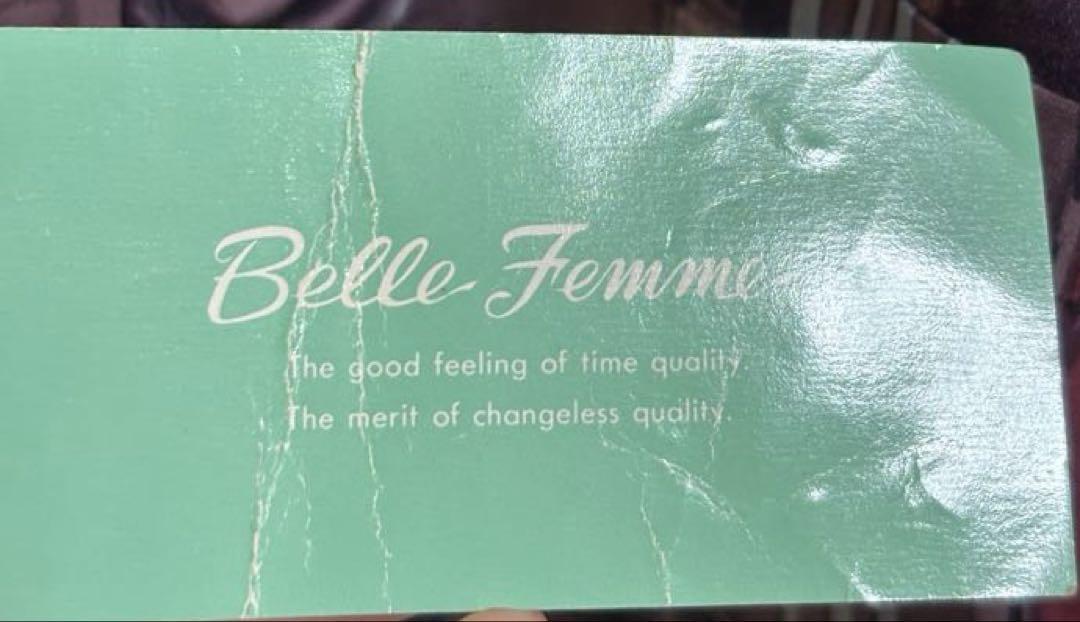 Belle Femme
The good feeling of time quality.
The merit of changeless quality.